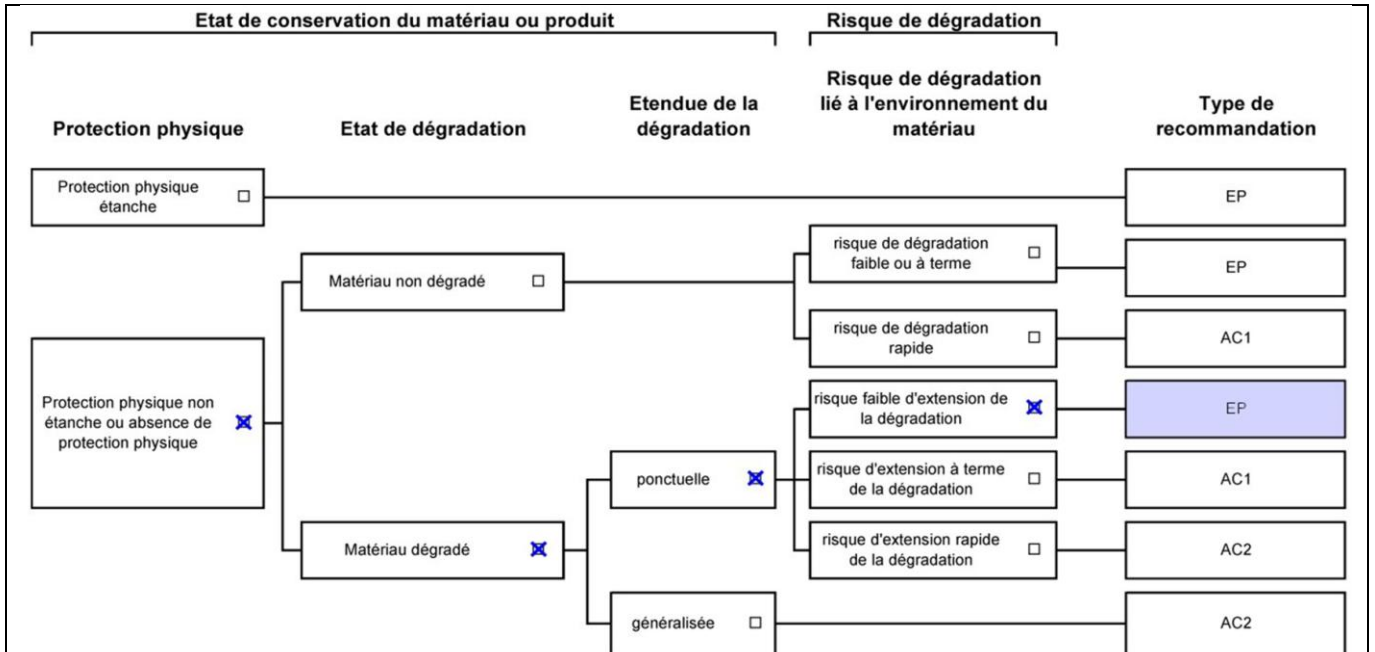 Etat de conservation du matériau ou produit
Risque de dégradation
Protection physique
Etat de dégradation
Etendue de la
dégradation
Risque de dégradation
lié à l'environnement du
matériau
Type de
recommandation
Protection physique
étanche
EP
risque de dégradation
faible ou à terme
EP
Matériau non dégradé
risque de dégradation
rapide
AC1
Protection physique non
étanche ou absence de
protection physique
risque faible d'extension de
la dégradation
EP
ponctuelle
risque d'extension à terme
de la dégradation
AC1
Matériau dégradé
risque d'extension rapide
de la dégradation
AC2
généralisée
AC2